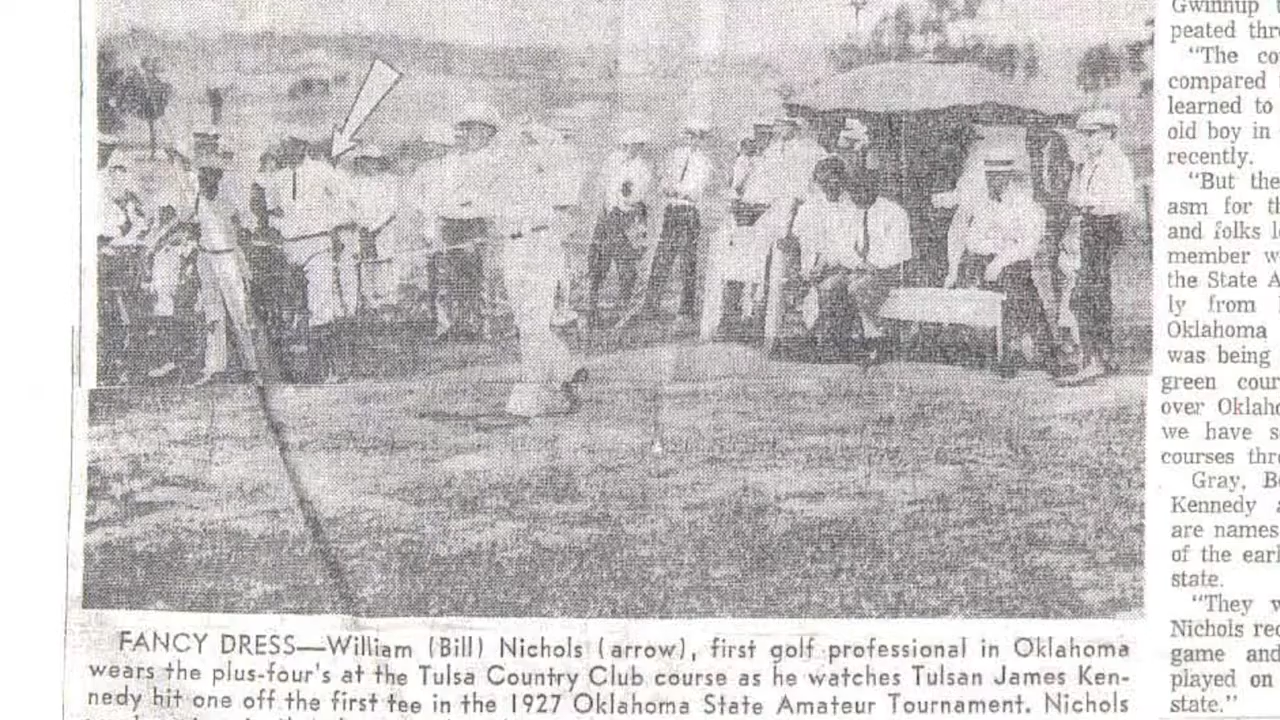 FANCY DRESS—William (Bill) Nichols (arrow), first golf professional in Oklahoma
wears the plus-four's at the Tulsa Country Club course as he watches Tulsan James Ken-
nedy hit one off the first tee in the 1927 Oklahoma State Amateur Tournament. Nichols
Gwinnup
peated thr
"The co
compared
learned to
old boy in
recently.
"But the
asm for th
and folks l
member w
the State A
ly from
Oklahoma
was being
green cour
over Oklaho
we have s
courses thr
Gray, B
Kennedy a
are names
of the earl
state.
"They w
Nichols rec
game and
played on
state."